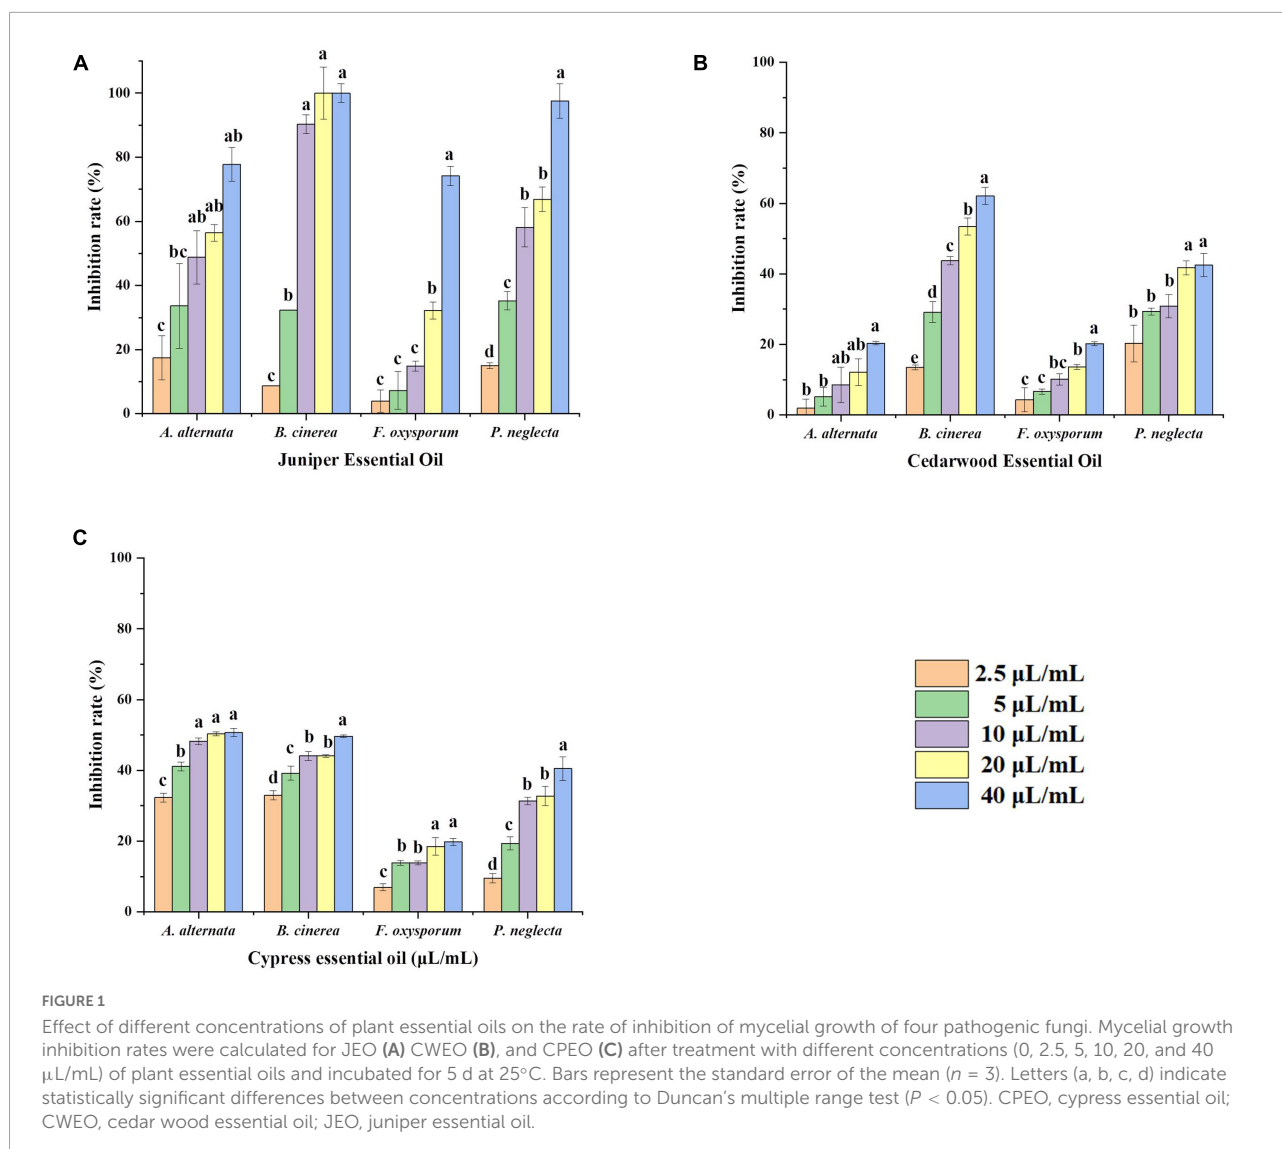 A
Inhibition rate (%)
100
80
60
40
20
0
c
bc
ab
ab
ab
c
b
a
a
a
c
c
c
b
a
d
c
b
b
a
A. alternata B. cinerea F. oxysporum P. neglecta
Juniper Essential Oil
B
Inhibition rate (%)
100
80
60
40
20
0
b
b
ab
ab
a
e
d
c
b
a
c
c
bc
b
a
b
b
b
a
a
A. alternata B. cinerea F. oxysporum P. neglecta
Cedarwood Essential Oil
C
Inhibition rate (%)
100
80
60
40
20
0
c
b
a
a
a
d
c
b
b
a
c
b
b
a
a
d
c
b
b
a
A. alternata B. cinerea F. oxysporum P. neglecta
Cypress essential oil (μL/mL)
2.5 μL/mL
5 μL/mL
10 μL/mL
20 μL/mL
40 μL/mL
FIGURE 1
Effect of different concentrations of plant essential oils on the rate of inhibition of mycelial growth of four pathogenic fungi. Mycelial growth
inhibition rates were calculated for JEO (A) CWEO (B), and CPEO (C) after treatment with different concentrations (0, 2.5, 5, 10, 20, and 40
μL/mL) of plant essential oils and incubated for 5 d at 25°C. Bars represent the standard error of the mean (n = 3). Letters (a, b, c, d) indicate
statistically significant differences between concentrations according to Duncan's multiple range test (P < 0.05). CPEO, cypress essential oil;
CWEO, cedar wood essential oil; JEO, juniper essential oil.